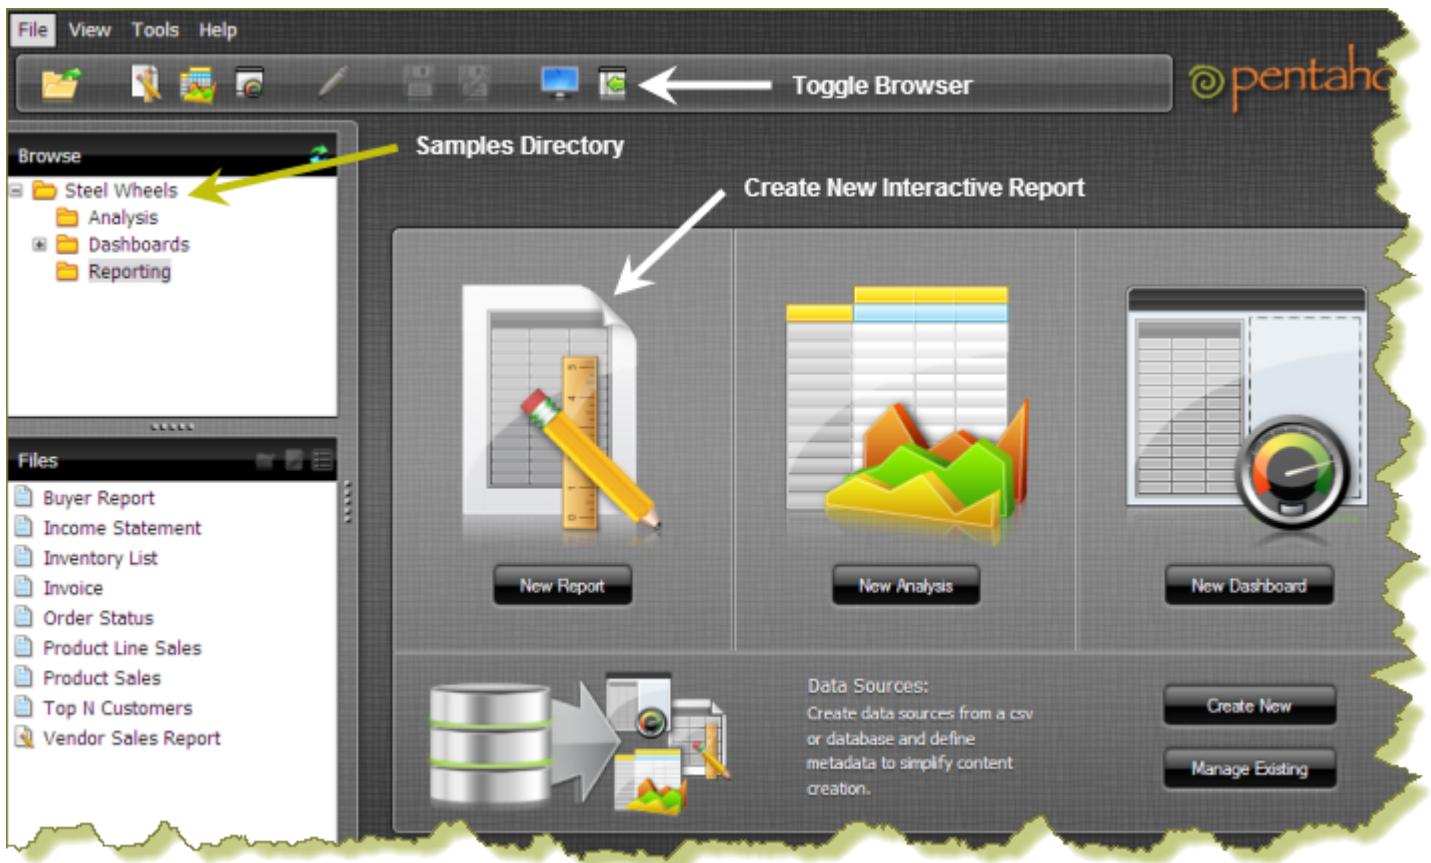 File View Tools Help
Toggle Browser
pentaho
Samples Directory
Create New Interactive Report
Browse
Steel Wheels
Analysis
Dashboards
Reporting
Files
Buyer Report
Income Statement
Inventory List
Invoice
Order Status
Product Line Sales
Product Sales
Top N Customers
Vendor Sales Report
New Report
New Analysis
New Dashboard
Data Sources:
Create data sources from a csv
or database and define
metadata to simplify content
creation.
Create New
Manage Existing